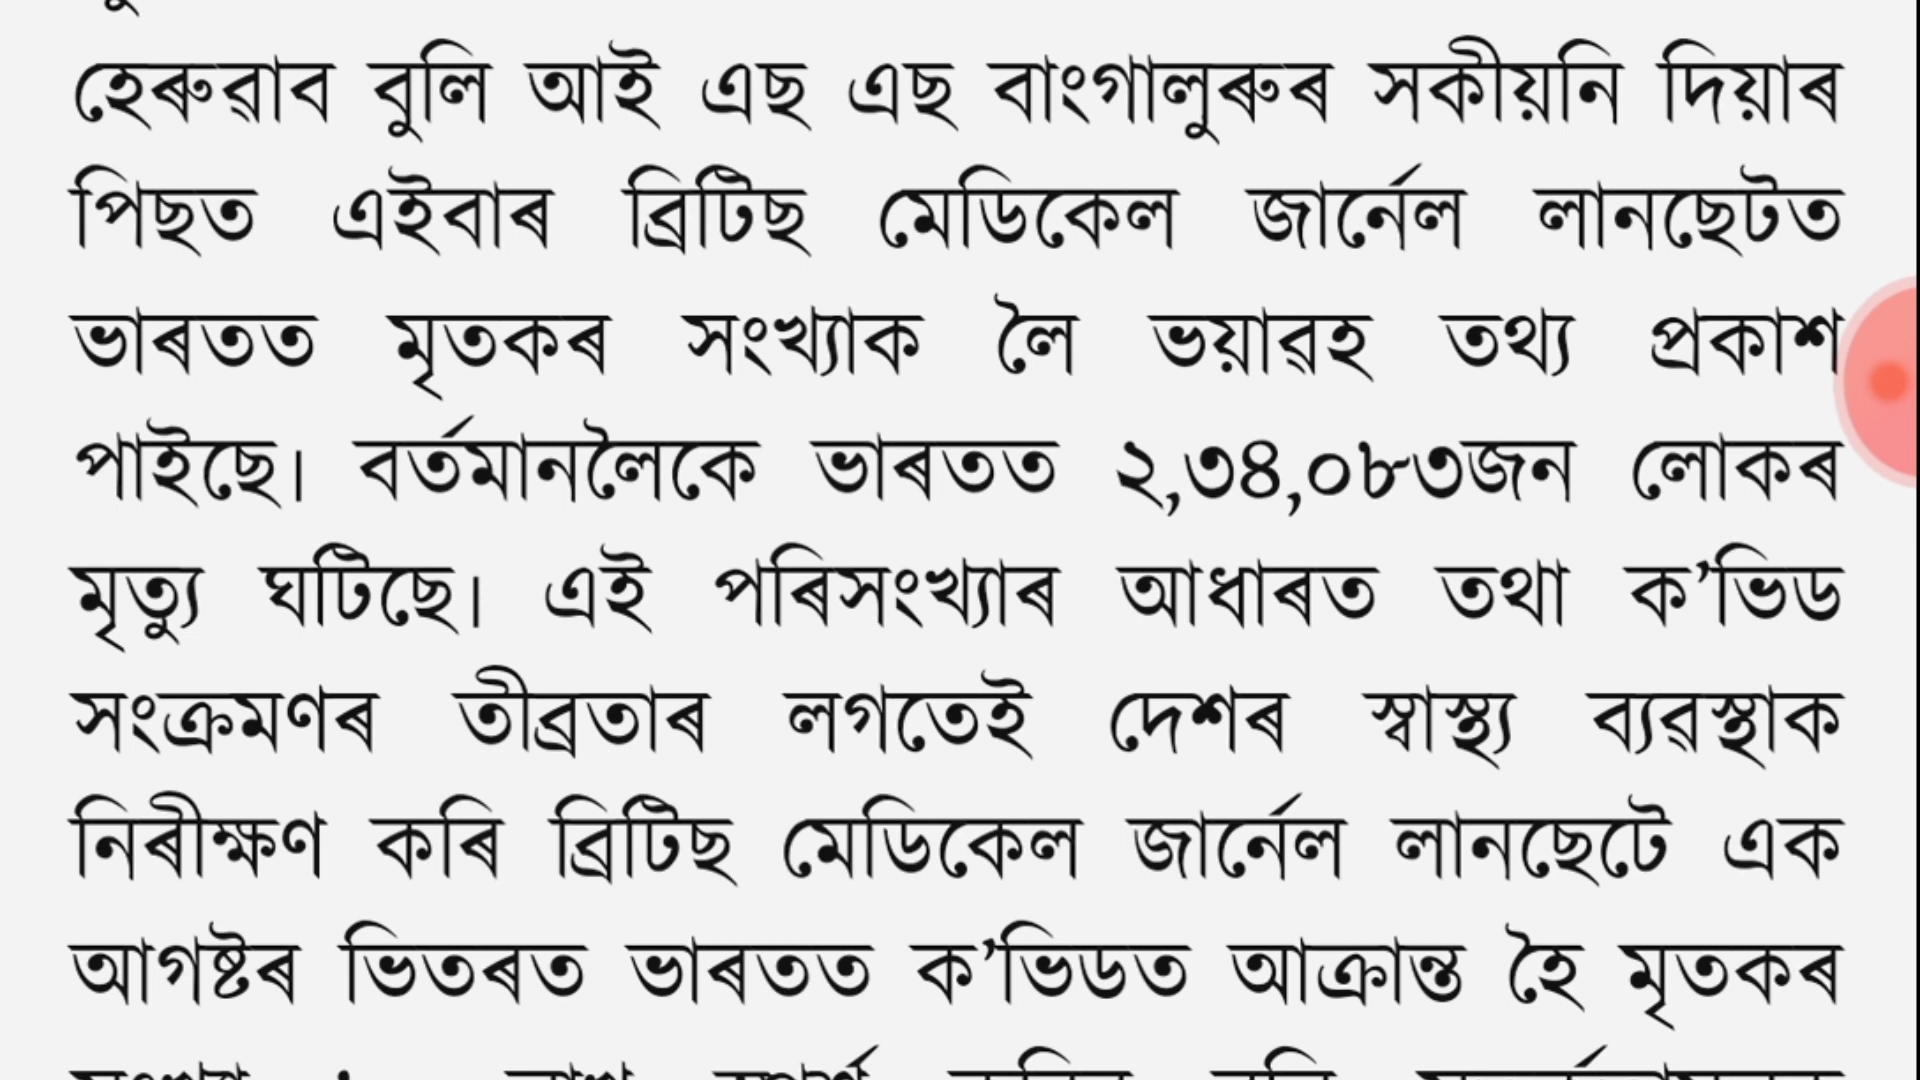 হেৰুৱাব বুলি আই এছ এছ বাংগালুৰুৰ সকীয়নি দিয়াৰ
পিছত এইবাৰ ব্ৰিটিছ মেডিকেল জাৰ্নেল লানছেটত
ভাৰতত মৃতকৰ সংখ্যাক লৈ ভয়াৱহ তথ্য প্ৰকাশ
পাইছে। বৰ্তমানলৈকে ভাৰতত ২,৩৪,০৮৩জন লোকৰ
মৃত্যু ঘটিছে। এই পৰিসংখ্যাৰ আধাৰত তথা ক’ভিড
সংক্ৰমণৰ তীব্ৰতাৰ লগতেই দেশৰ স্বাস্থ্য ব্যৱস্থাক
নিৰীক্ষণ কৰি ব্ৰিটিছ মেডিকেল জাৰ্নেল লানছেটে এক
আগষ্টৰ ভিতৰত ভাৰতত ক’ভিডত আক্ৰান্ত হৈ মৃতকৰ